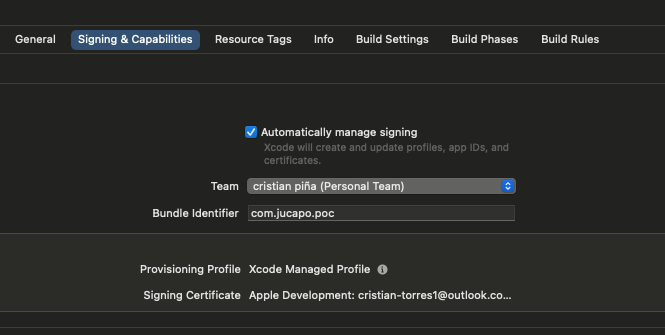 General Signing & Capabilities Resource Tags Info Build Settings Build Phases Build Rules
Automatically manage signing
Xcode will create and update profiles, app IDs, and
certificates.
Team cristian piña (Personal Team)
Bundle Identifier com.jucapo.poc
Provisioning Profile Xcode Managed Profile
Signing Certificate Apple Development: cristian-torres1@outlook.co...